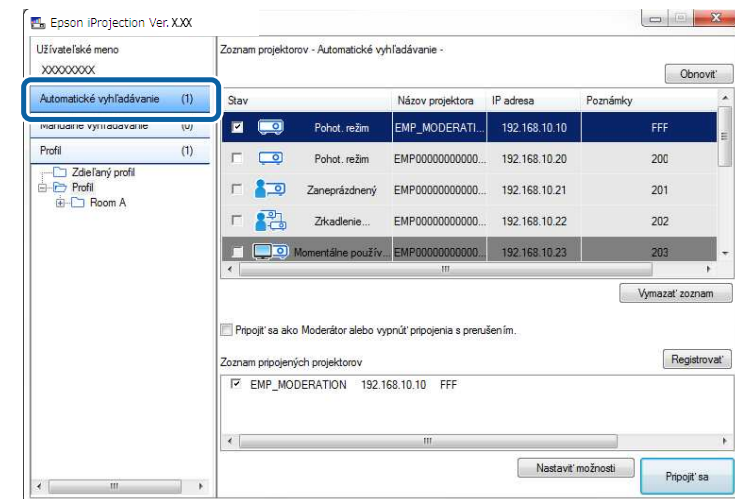 Epson iProjection Ver. X.XX
Užívateľské meno
XXXXXXXX
Automatické vyhľadávanie (1)
Manuálne vyhľadávanie (0)
Profil (1)
Zdieľaný profil
Profil
Room A
Zoznam projektorov - Automatické vyhľadávanie -
Obnoviť
Stav Názov projektora IP adresa Poznámky
Pohot. režim EMP_MODERATI... 192.168.10.10 FFF
Pohot. režim EMP00000000000... 192.168.10.20 200
Zaneprázdnený EMP00000000000... 192.168.10.21 201
Zrkadlenie... EMP00000000000... 192.168.10.22 202
Momentálne použív... EMP00000000000... 192.168.10.23 203
Vymazať zoznam
Pripojiť sa ako Moderátor alebo vypnúť pripojenia s prerušením.
Zoznam pripojených projektorov
Registrovať
EMP_MODERATION 192.168.10.10 FFF
Nastaviť možnosti
Pripojiť sa